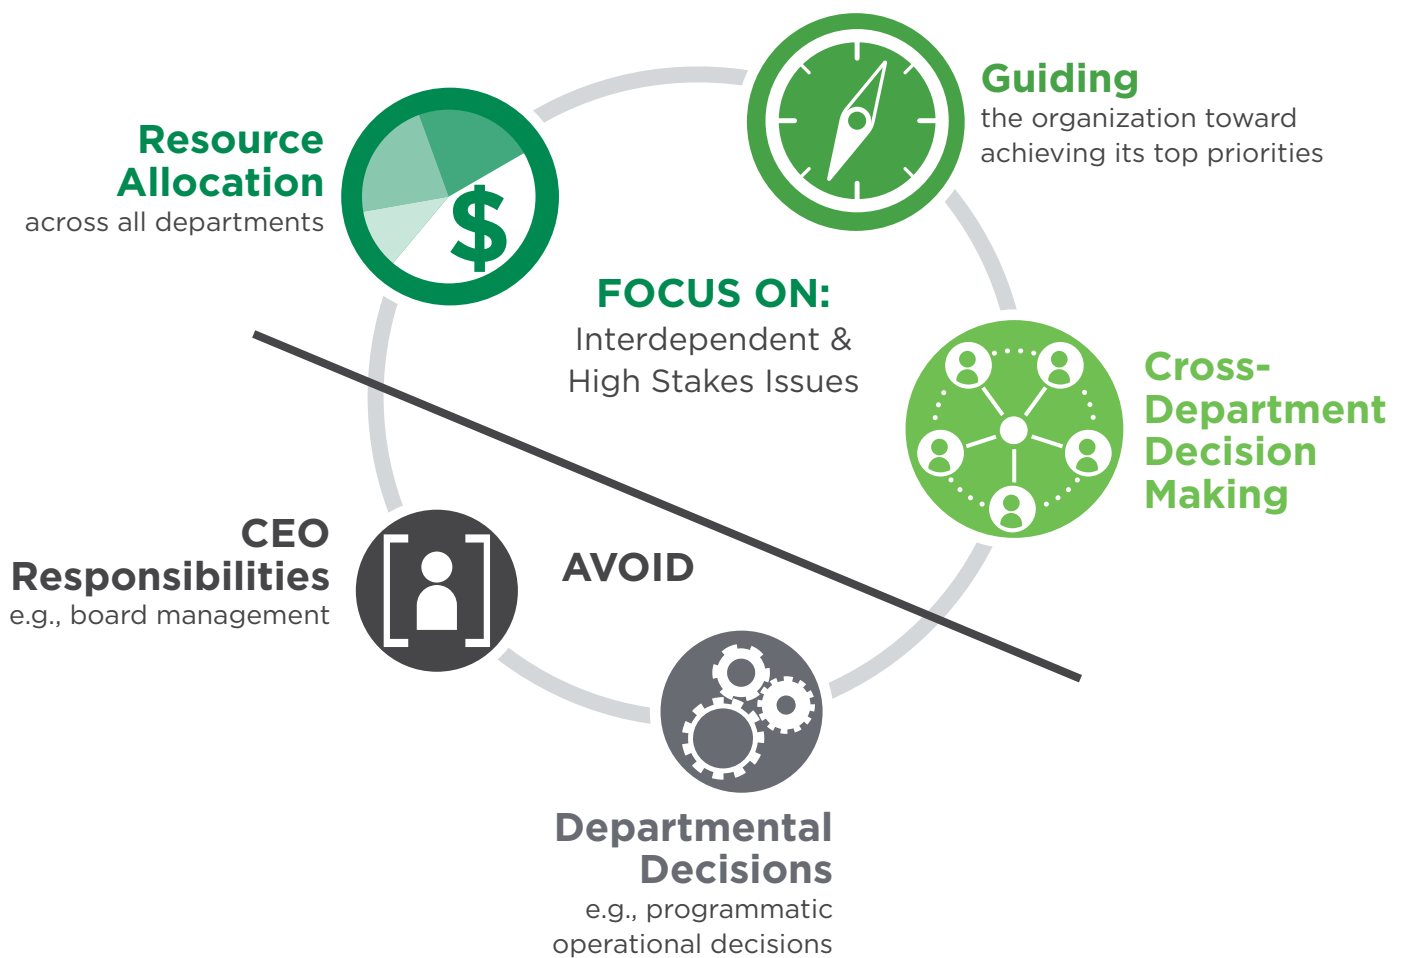 Guiding
the organization toward
achieving its top priorities
Resource
Allocation
across all departments
$
FOCUS ON:
Interdependent &
High Stakes Issues
Cross-
Department
Decision
Making
CEO
Responsibilities
e.g., board management
AVOID
Departmental
Decisions
e.g., programmatic
operational decisions